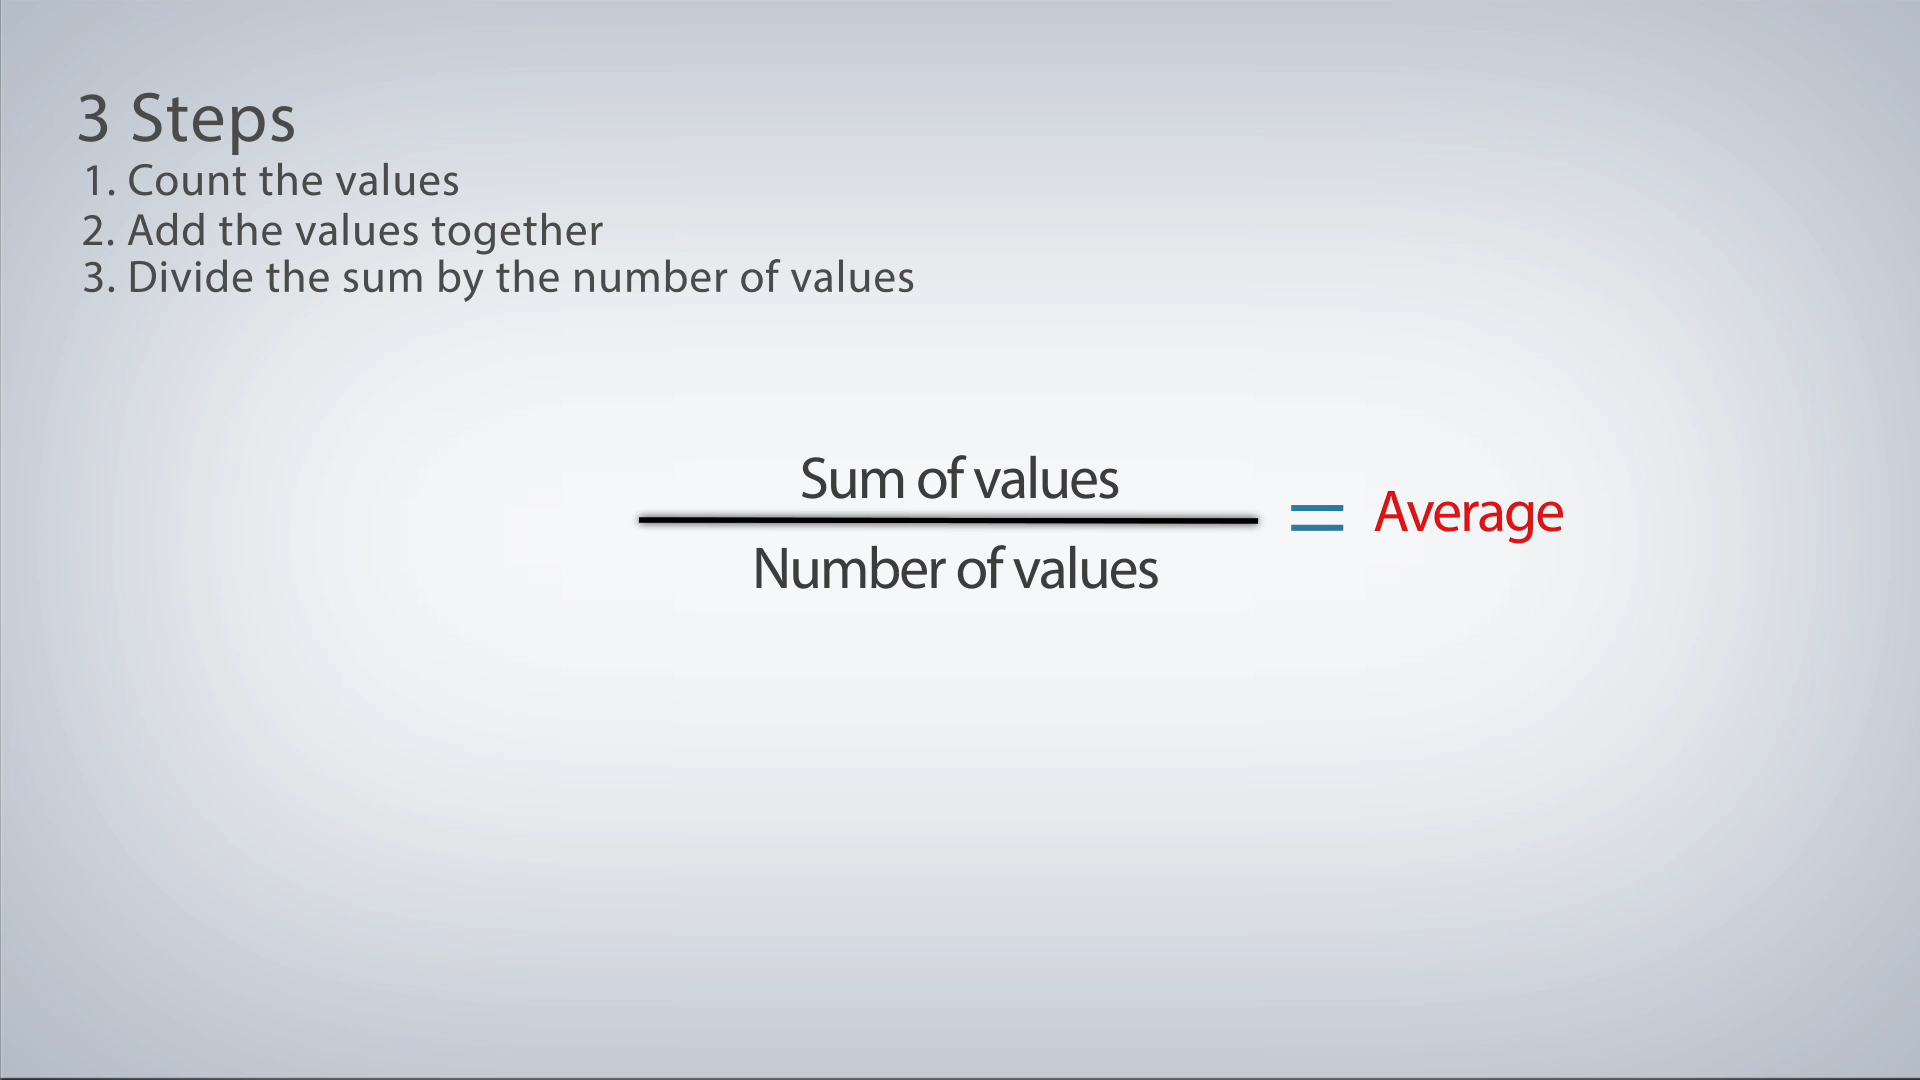 3 Steps
1. Count the values
2. Add the values together
3. Divide the sum by the number of values
Sum of values
Number of values
= Average